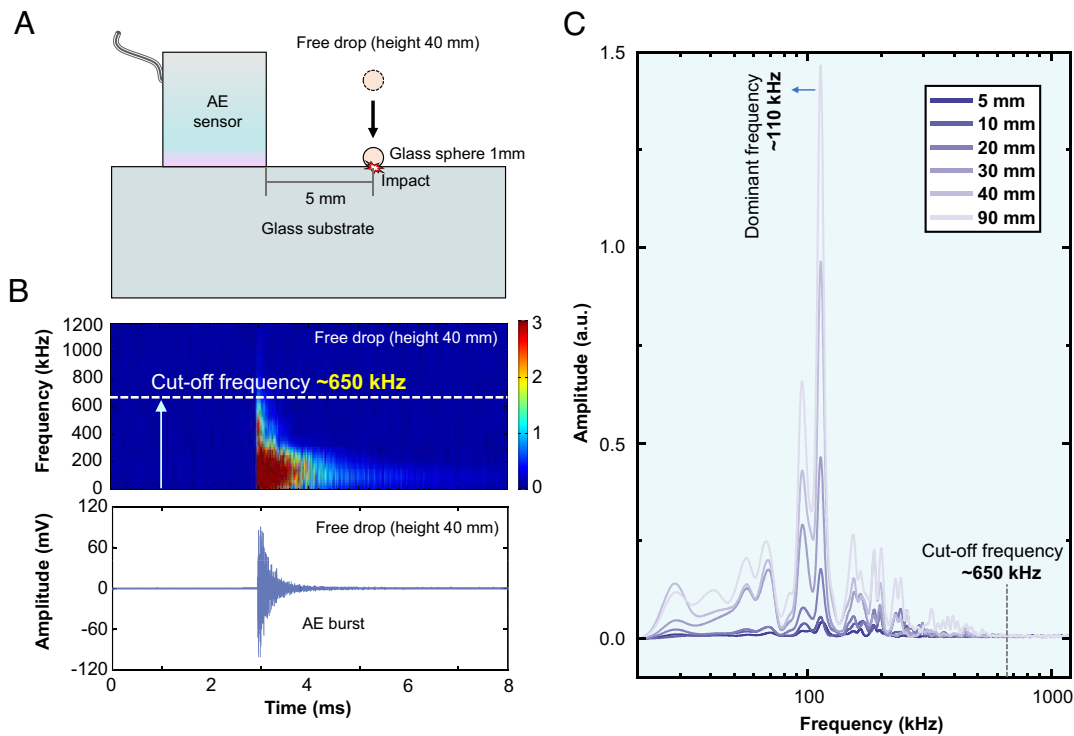 A
Free drop (height 40 mm)
AE
sensor
Glass sphere 1mm
Impact
5 mm
Glass substrate
B
1200
1000
800
600
400
200
0
Frequency (kHz)
Free drop (height 40 mm)
Cut-off frequency ~650 kHz
3
2
1
0
120
60
0
-60
-120
Amplitude (mV)
Free drop (height 40 mm)
AE burst
0
2
4
6
8
Time (ms)
C
1.5
1.0
0.5
0.0
Amplitude (a.u.)
Dominant frequency
~110 kHz
5 mm
10 mm
20 mm
30 mm
40 mm
90 mm
Cut-off frequency
~650 kHz
100
1000
Frequency (kHz)